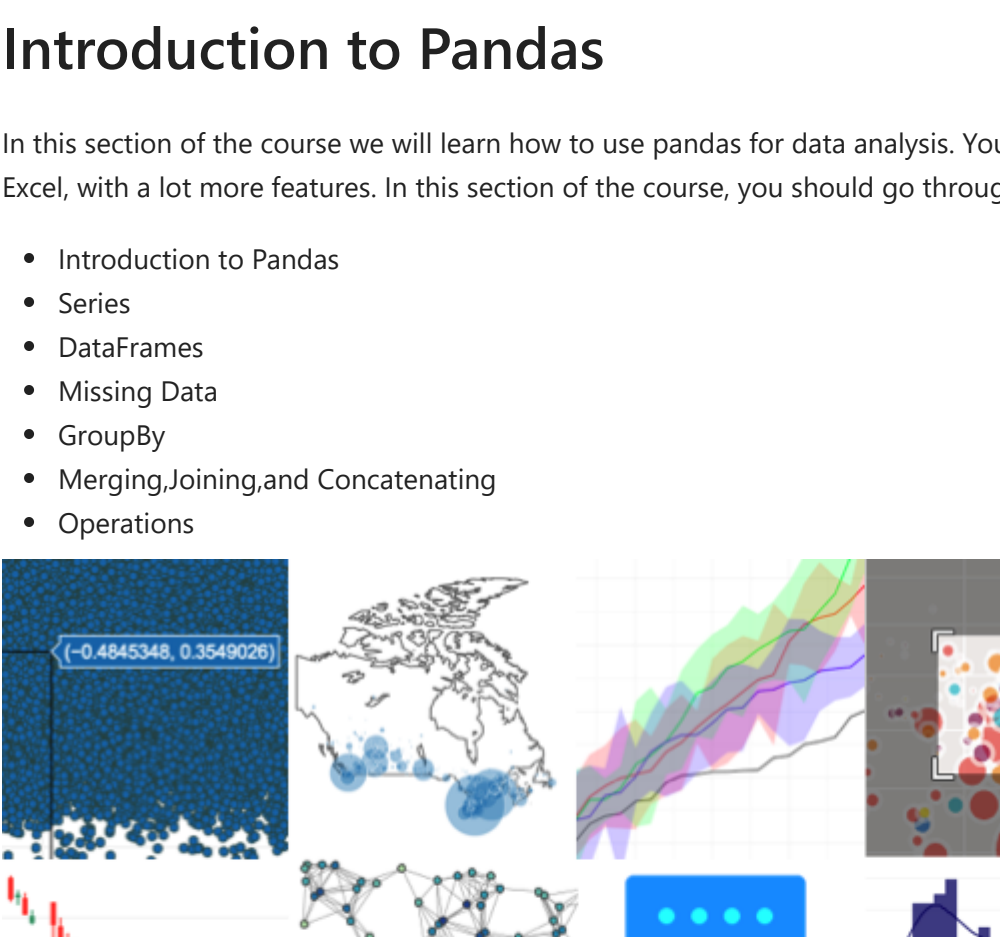 Introduction to Pandas
In this section of the course we will learn how to use pandas for data analysis. You
Excel, with a lot more features. In this section of the course, you should go throug
Introduction to Pandas
Series
DataFrames
Missing Data
GroupBy
Merging,Joining,and Concatenating
Operations
(−0.4845348, 0.3549026)